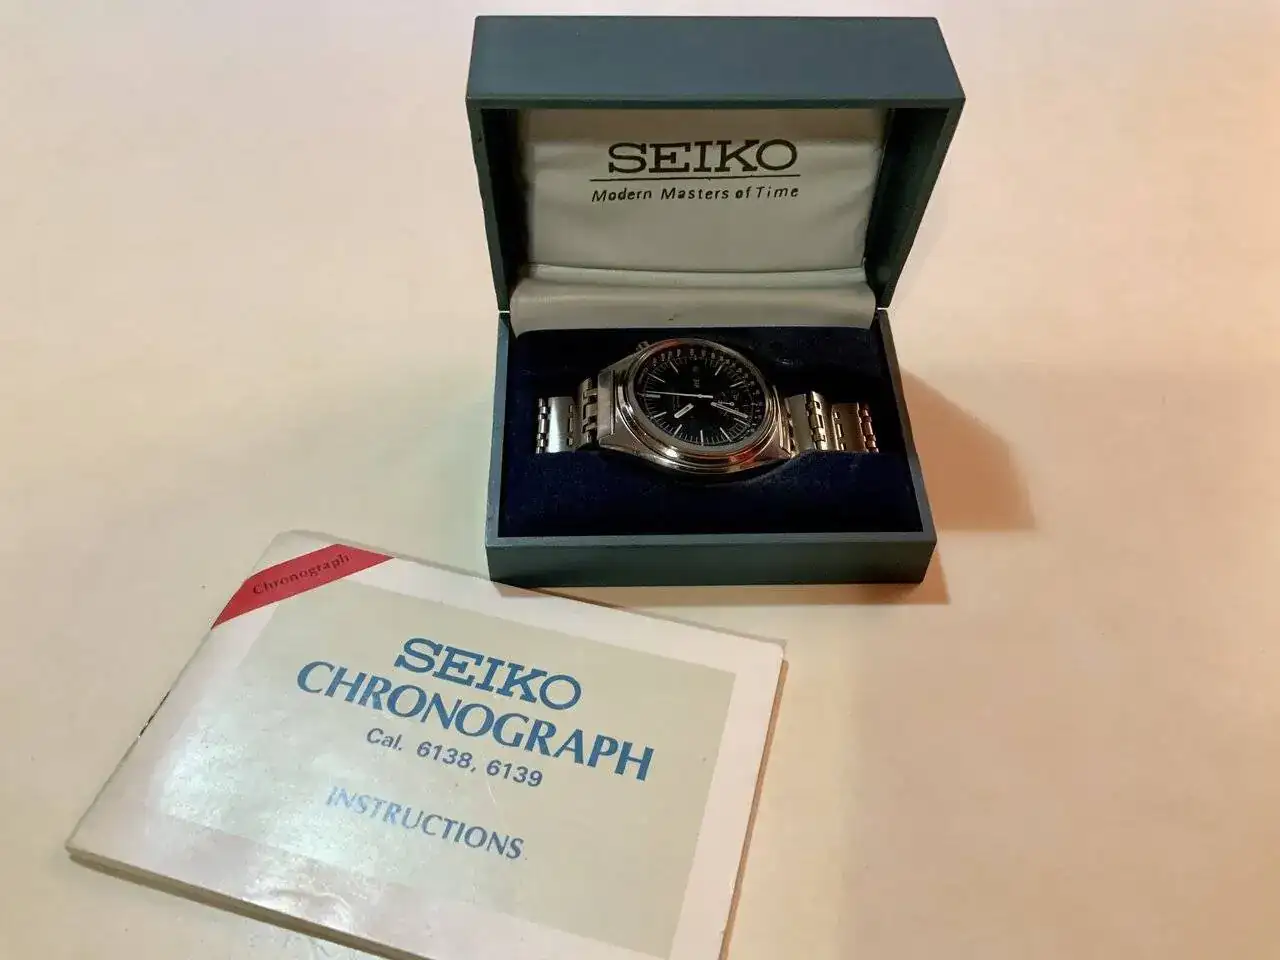 SEIKO
Modern Masters of Time
Chronograph
SEIKO
CHRONOGRAPH
Cal. 6138, 6139
INSTRUCTIONS